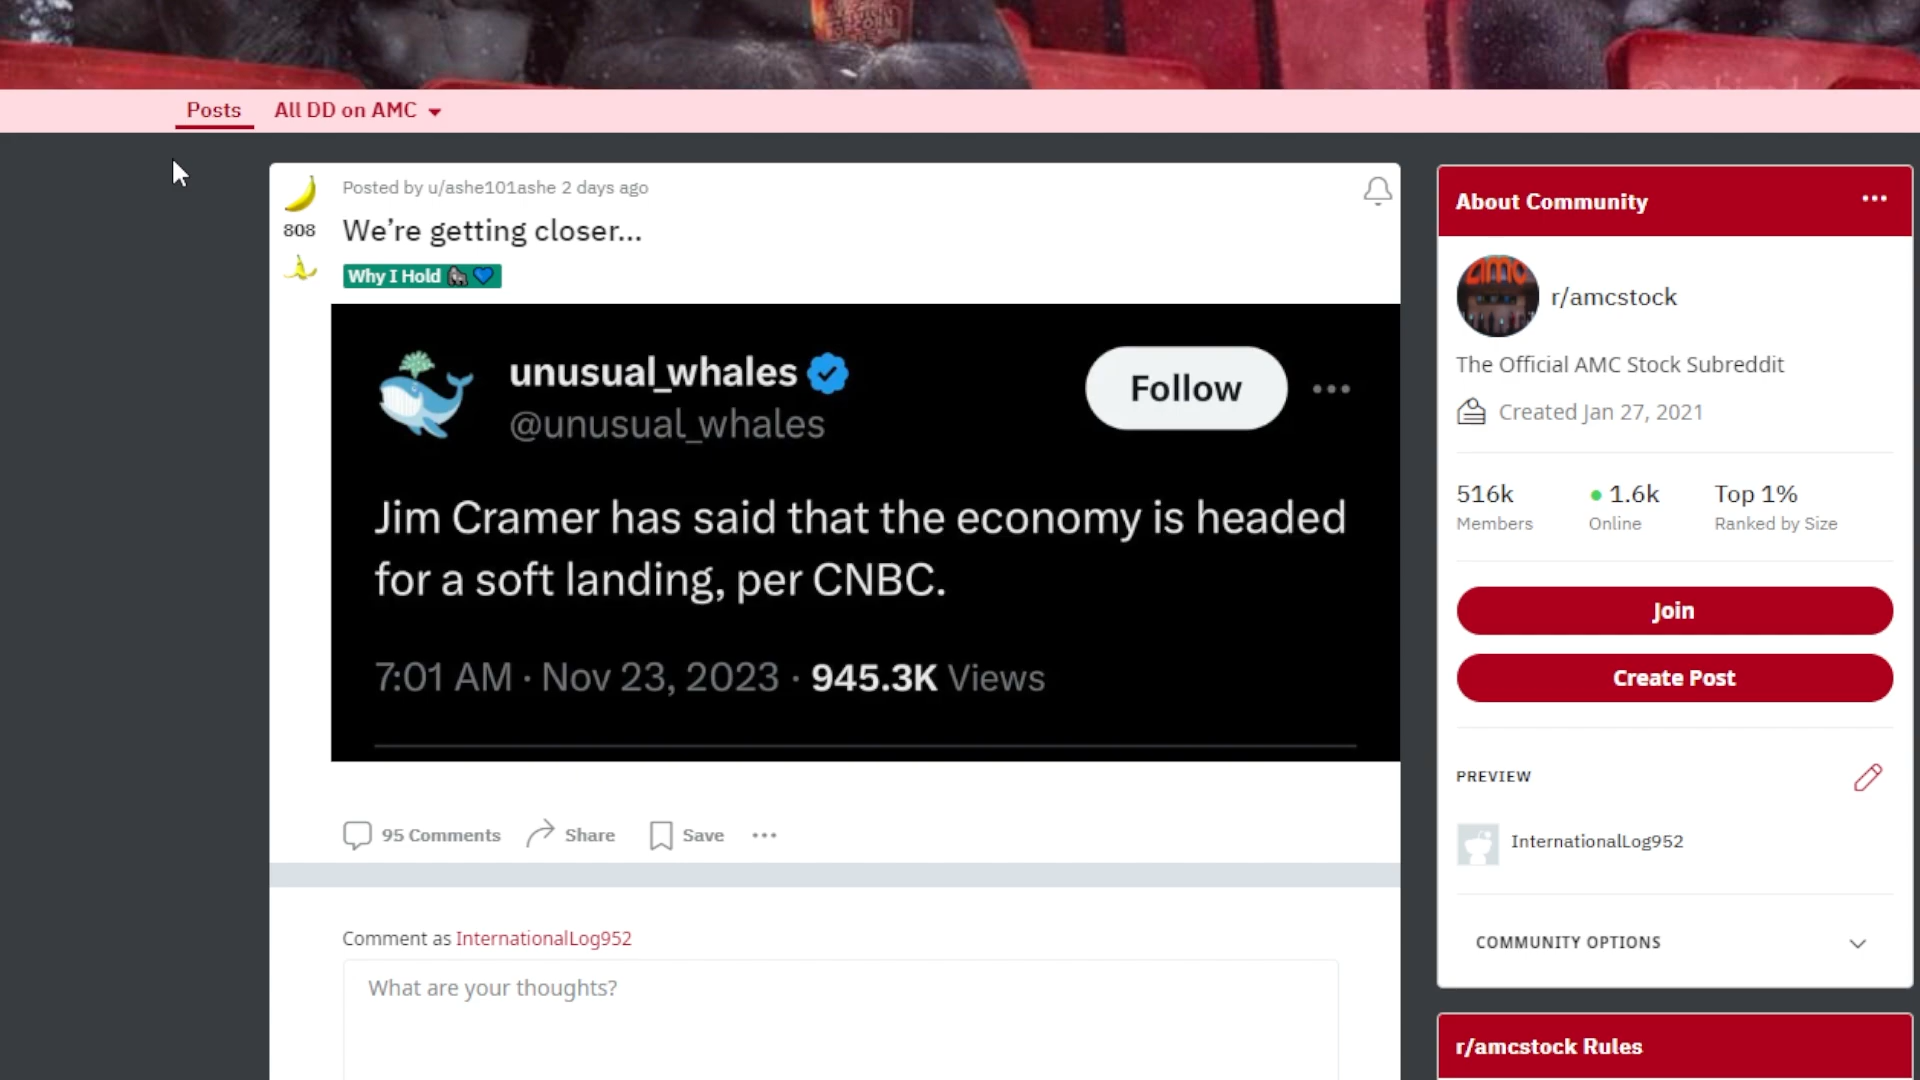 Posts
All DD on AMC
Posted by u/ashe101ashe 2 days ago
808
We’re getting closer...
Why I Hold 🦍💙
unusual_whales
@unusual_whales
Follow
Jim Cramer has said that the economy is headed
for a soft landing, per CNBC.
7:01 AM · Nov 23, 2023 · 945.3K Views
95 Comments
Share
Save
Comment as InternationalLog952
What are your thoughts?
About Community
amc
r/amcstock
The Official AMC Stock Subreddit
Created Jan 27, 2021
516k
1.6k
Top 1%
Members
Online
Ranked by Size
Join
Create Post
PREVIEW
InternationalLog952
COMMUNITY OPTIONS
r/amcstock Rules